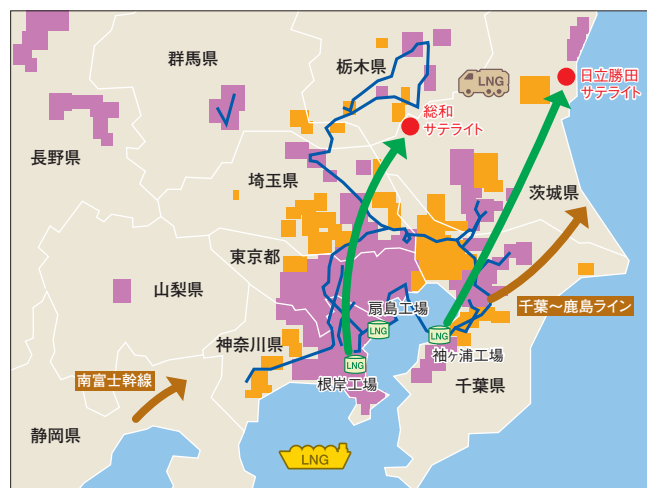 群馬県
栃木県
LNG
日立勝田
サテライト
総和
サテライト
長野県
埼玉県
茨城県
東京都
山梨県
扇島工場
千葉～鹿島ライン
LNG
LNG
神奈川県
袖ヶ浦工場
LNG
南富士幹線
根岸工場
千葉県
静岡県
LNG